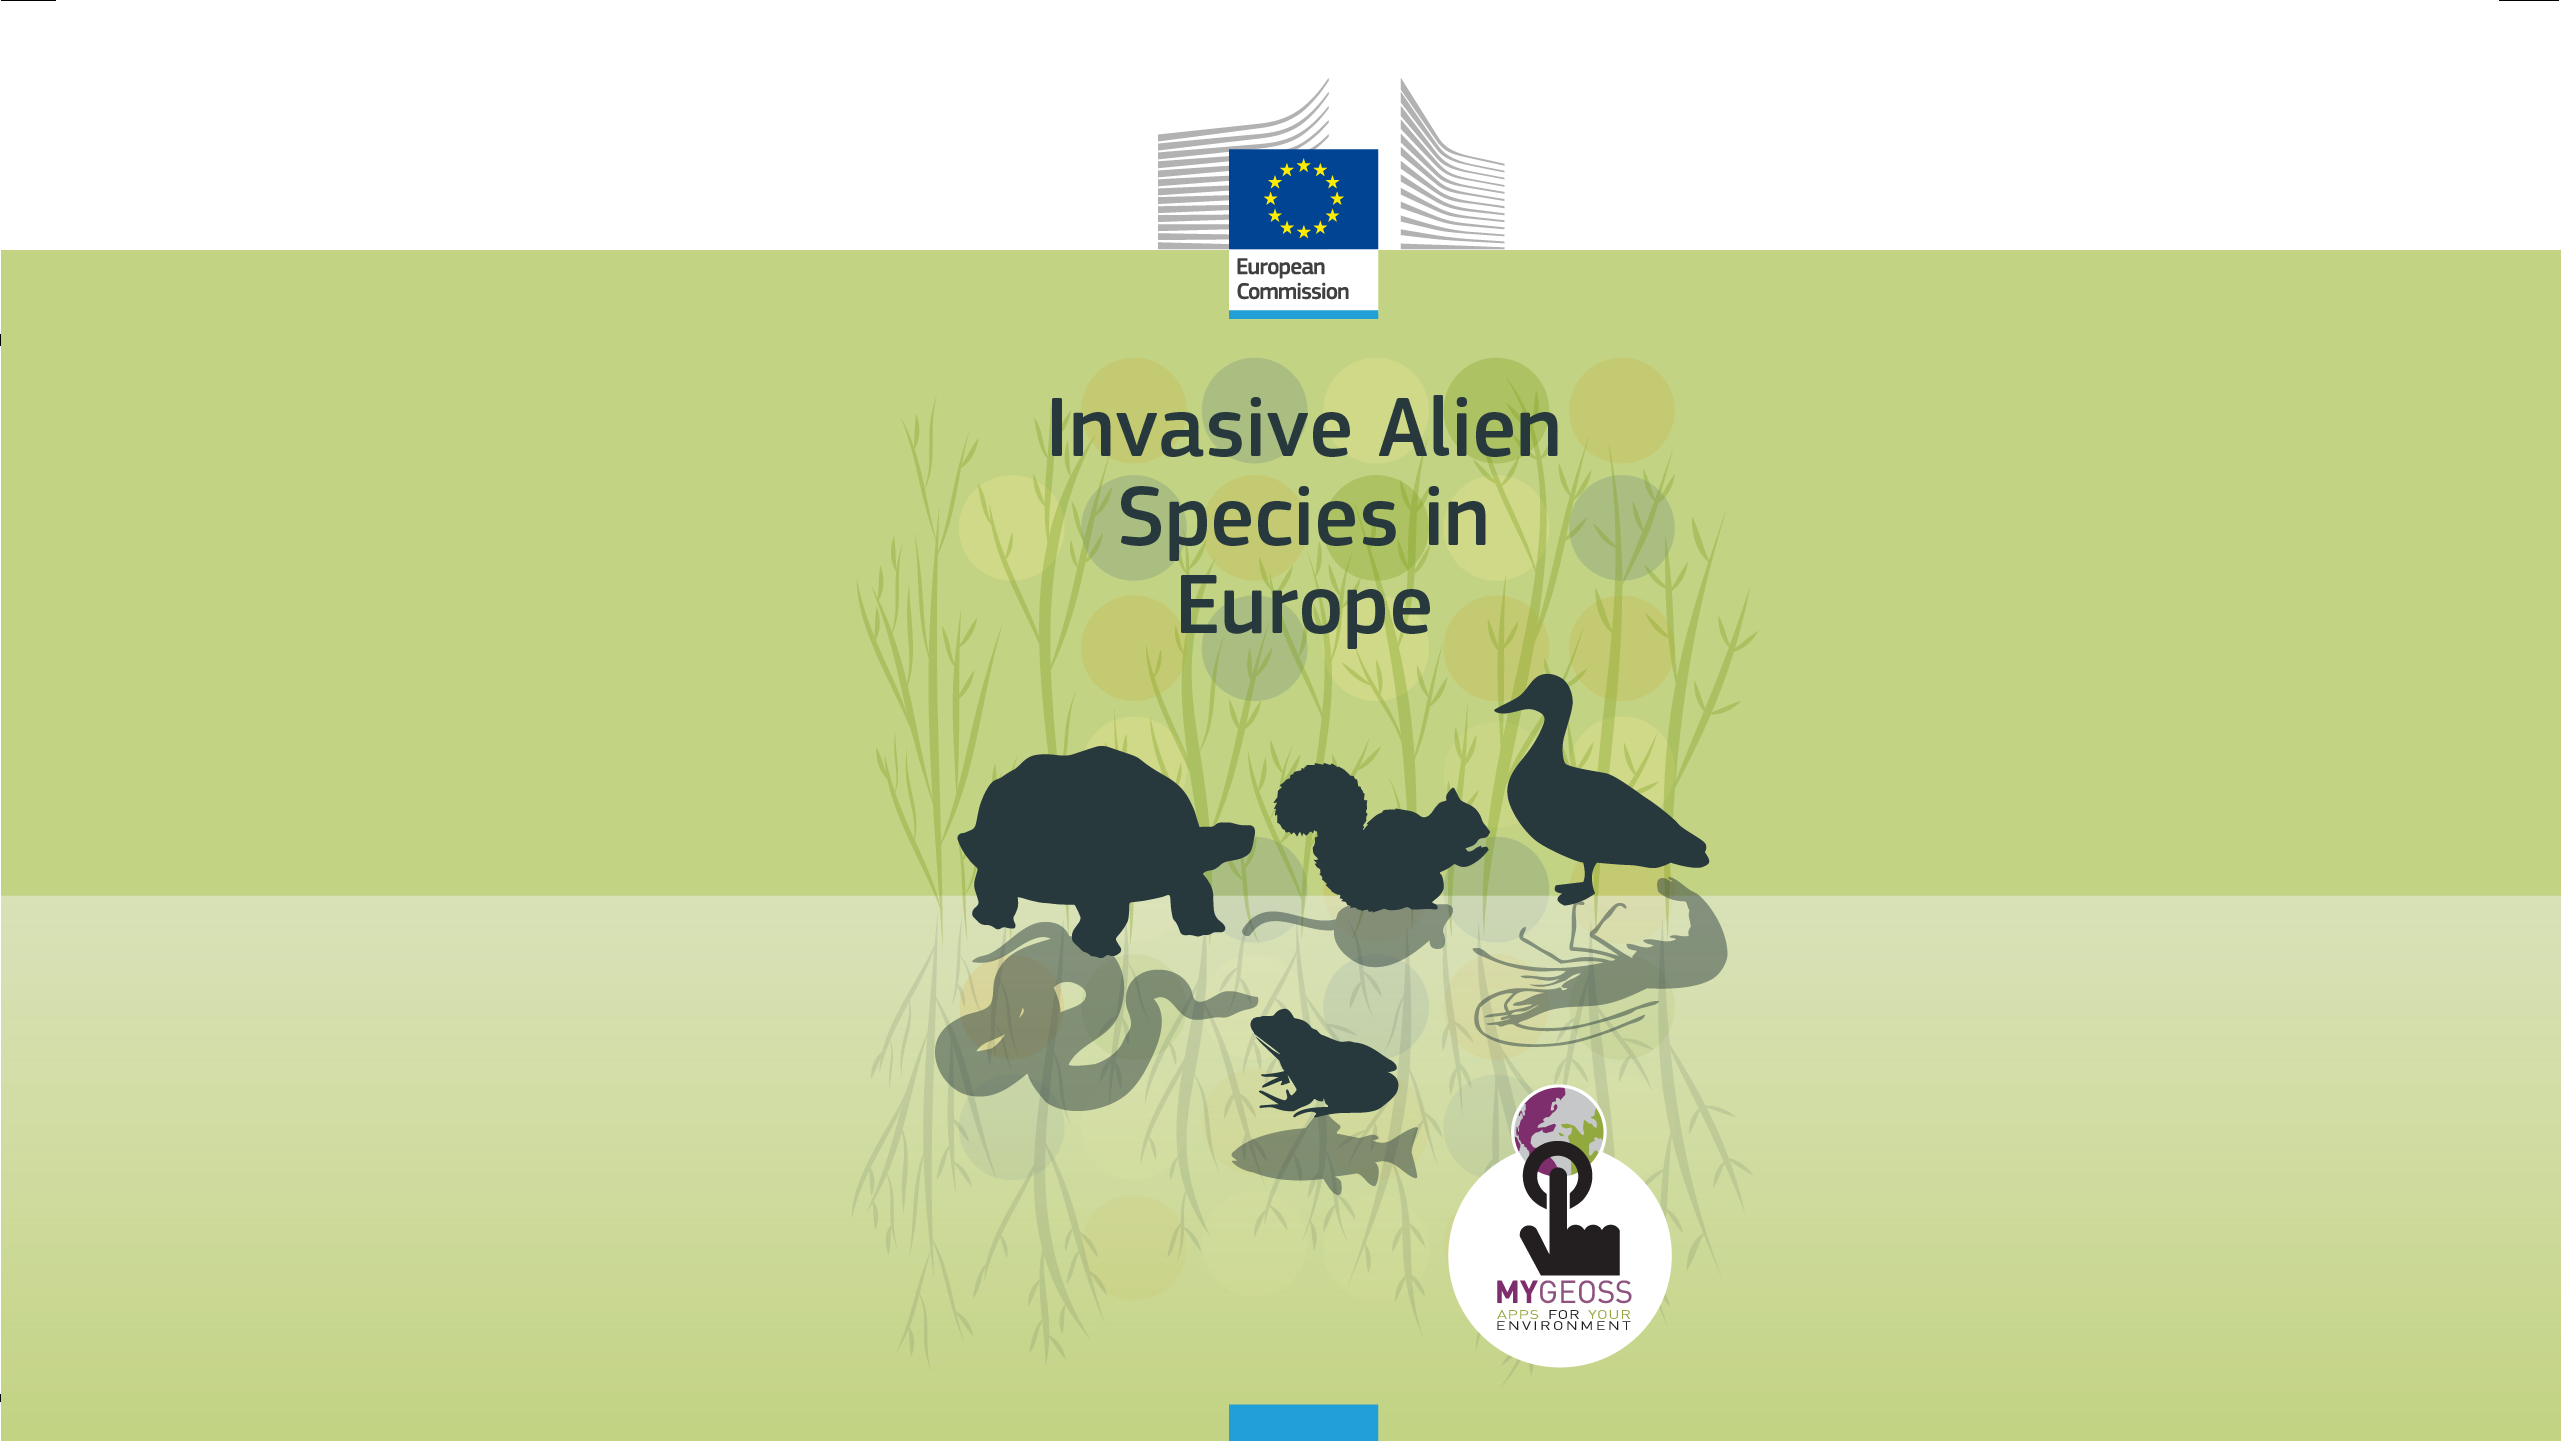 European
Commission
Invasive Alien
Species in
Europe
MYGEOSS
APPS FOR YOUR
ENVIRONMENT